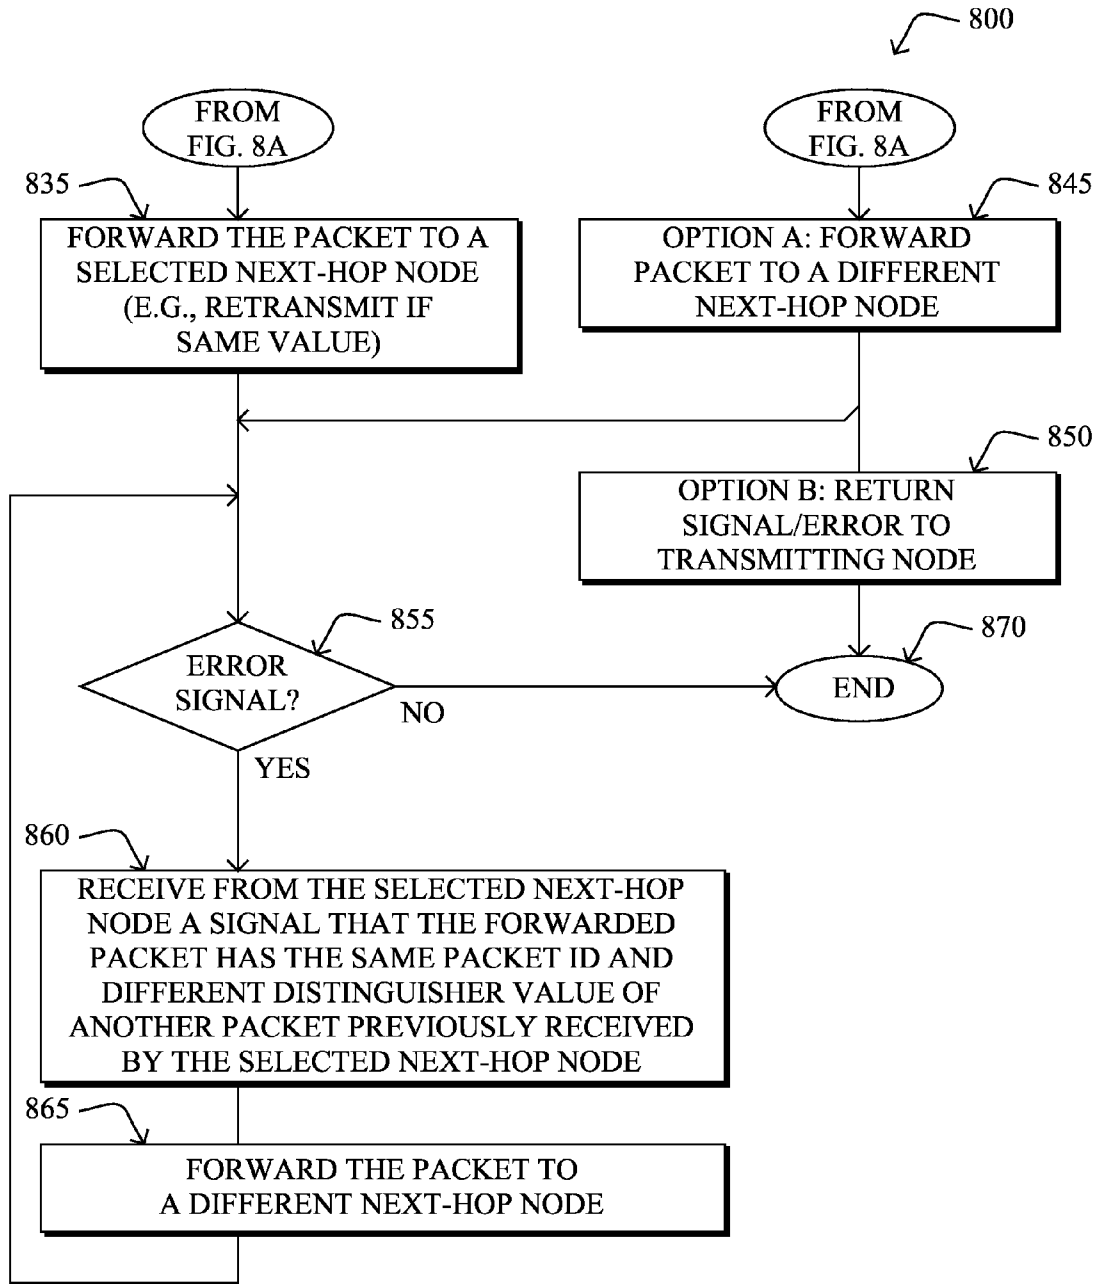 800
FROM
FIG. 8A
FROM
FIG. 8A
835
845
FORWARD THE PACKET TO A
SELECTED NEXT-HOP NODE
(E.G., RETRANSMIT IF
SAME VALUE)
OPTION A: FORWARD
PACKET TO A DIFFERENT
NEXT-HOP NODE
850
OPTION B: RETURN
SIGNAL/ERROR TO
TRANSMITTING NODE
855
870
ERROR
SIGNAL?
NO
END
YES
860
RECEIVE FROM THE SELECTED NEXT-HOP
NODE A SIGNAL THAT THE FORWARDED
PACKET HAS THE SAME PACKET ID AND
DIFFERENT DISTINGUISHER VALUE OF
ANOTHER PACKET PREVIOUSLY RECEIVED
BY THE SELECTED NEXT-HOP NODE
865
FORWARD THE PACKET TO
A DIFFERENT NEXT-HOP NODE